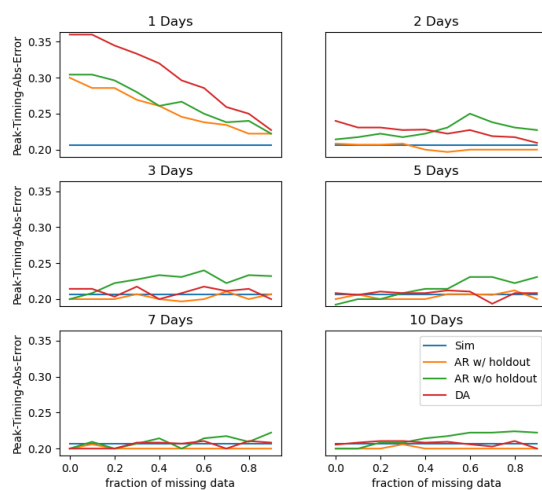 1 Days
2 Days
Peak-Timing-Abs-Error
0.35
0.30
0.25
0.20
3 Days
5 Days
Peak-Timing-Abs-Error
0.35
0.30
0.25
0.20
7 Days
10 Days
Peak-Timing-Abs-Error
0.35
0.30
0.25
0.20
Sim
AR w/ holdout
AR w/o holdout
DA
0.0 0.2 0.4 0.6 0.8
0.0 0.2 0.4 0.6 0.8
fraction of missing data
fraction of missing data